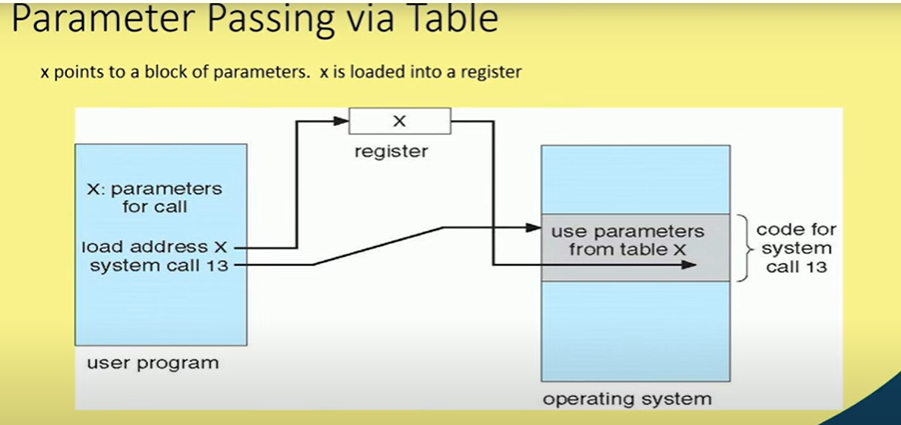 Parameter Passing via Table
x points to a block of parameters. x is loaded into a register
X
register
X: parameters
for call
load address X
system call 13
user program
use parameters
from table X
code for
system
call 13
operating system